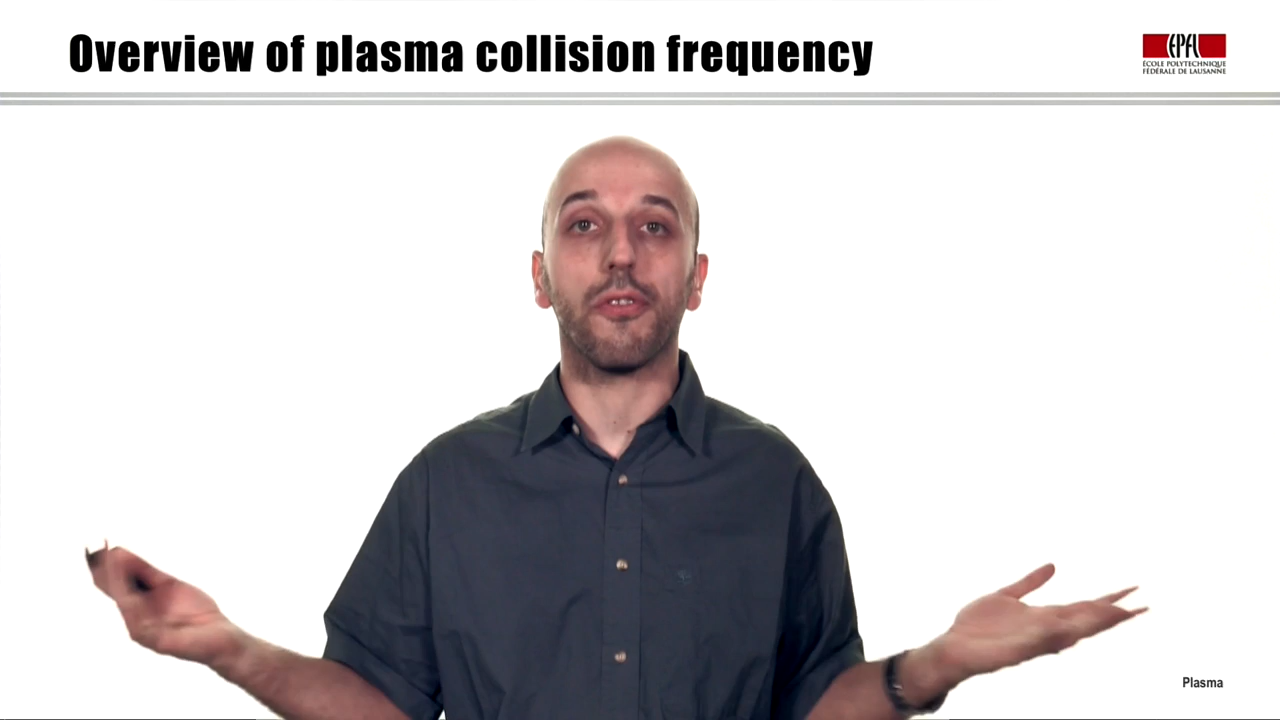 Overview of plasma collision frequency
EPFL
ÉCOLE POLYTECHNIQUE
FÉDÉRALE DE LAUSANNE
Plasma